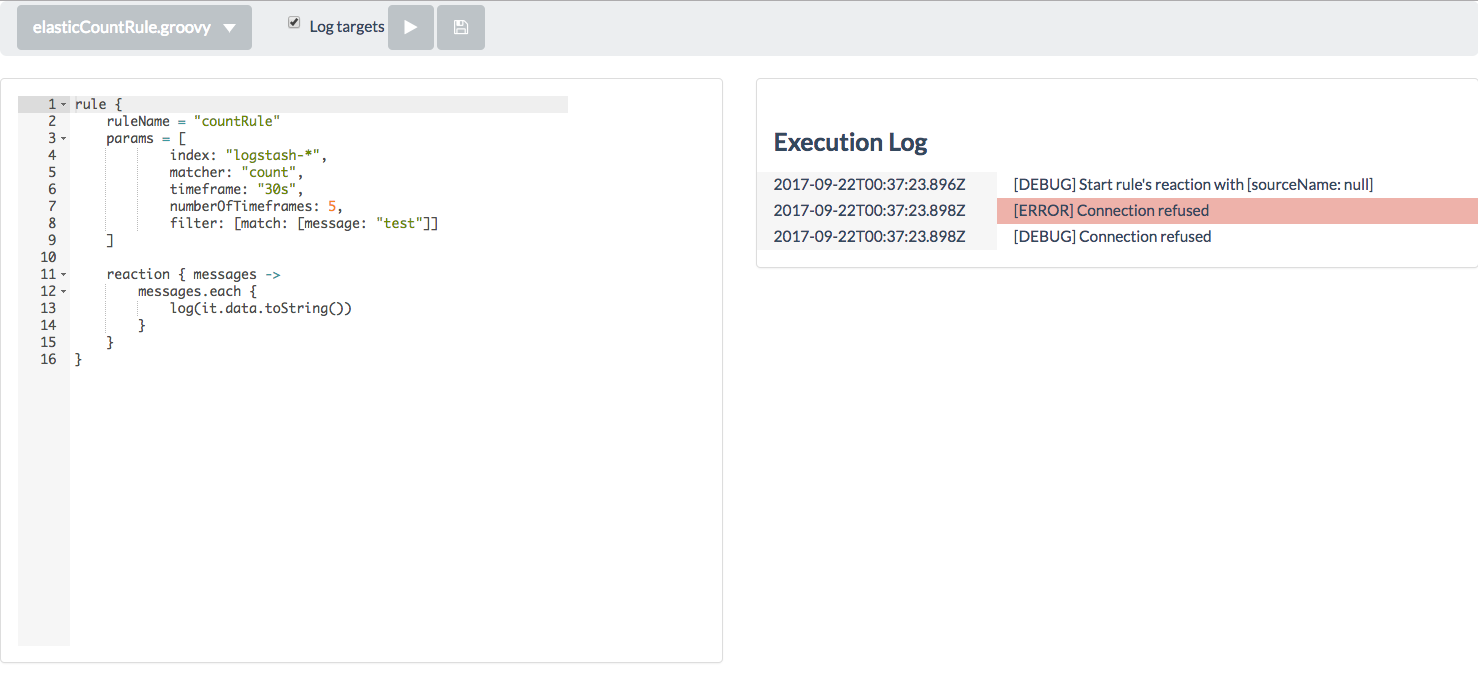 elasticCountRule.groovy
Log targets
1 rule {
2     ruleName = "countRule"
3     params = [
4             index: "logstash-*",
5             matcher: "count",
6             timeframe: "30s",
7             numberOfTimeframes: 5,
8             filter: [match: [message: "test"]]
9     ]
10
11     reaction { messages ->
12         messages.each {
13             log(it.data.toString())
14         }
15     }
16 }
Execution Log
2017-09-22T00:37:23.896Z [DEBUG] Start rule's reaction with [sourceName: null]
2017-09-22T00:37:23.898Z [ERROR] Connection refused
2017-09-22T00:37:23.898Z [DEBUG] Connection refused